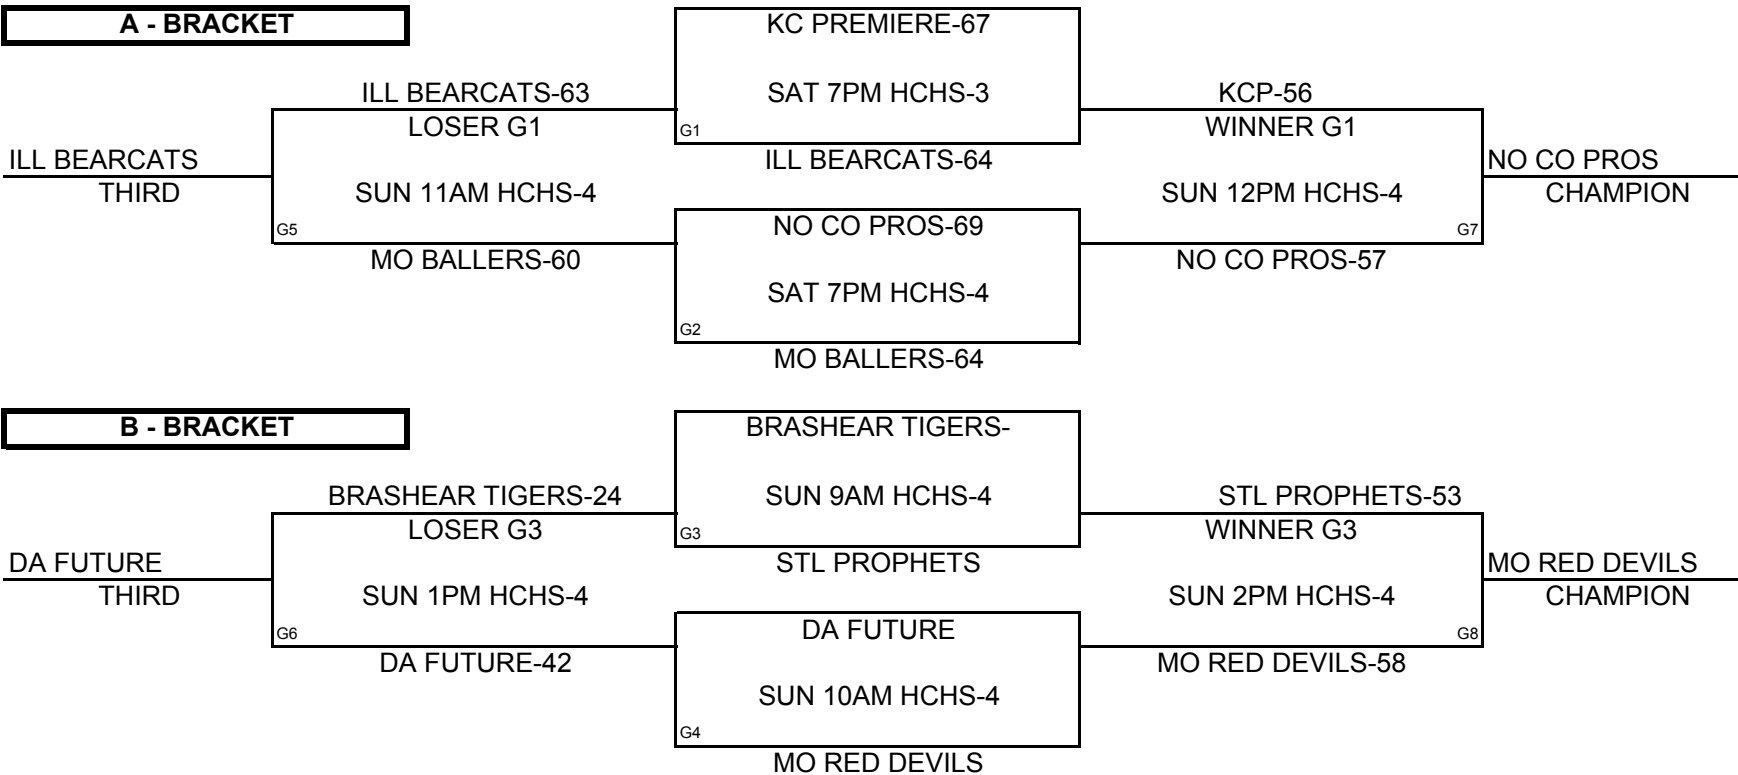 A - BRACKET
KC PREMIERE-67
ILL BEARCATS-63
SAT 7PM HCHS-3
KCP-56
LOSER G1
G1
WINNER G1
ILL BEARCATS
ILL BEARCATS-64
NO CO PROS
THIRD
SUN 11AM HCHS-4
SUN 12PM HCHS-4
CHAMPION
G5
NO CO PROS-69
G7
MO BALLERS-60
NO CO PROS-57
SAT 7PM HCHS-4
G2
MO BALLERS-64
B - BRACKET
BRASHEAR TIGERS-
BRASHEAR TIGERS-24
SUN 9AM HCHS-4
STL PROPHETS-53
LOSER G3
G3
WINNER G3
DA FUTURE
STL PROPHETS
MO RED DEVILS
THIRD
SUN 1PM HCHS-4
SUN 2PM HCHS-4
CHAMPION
G6
DA FUTURE
G8
DA FUTURE-42
MO RED DEVILS-58
SUN 10AM HCHS-4
G4
MO RED DEVILS